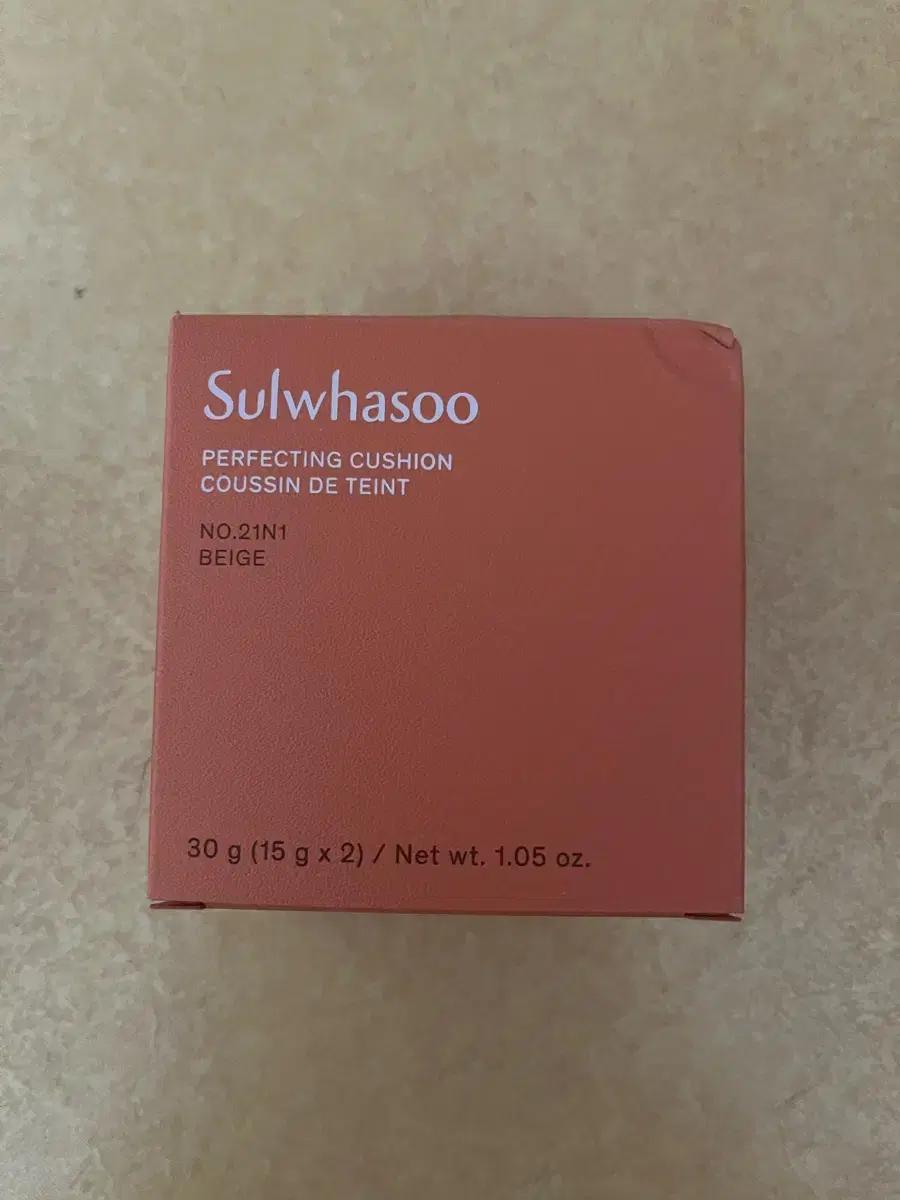 Sulwhasoo
PERFECTING CUSHION
COUSSIN DE TEINT
NO.21N1
BEIGE
30 g (15 g x 2) / Net wt. 1.05 oz.